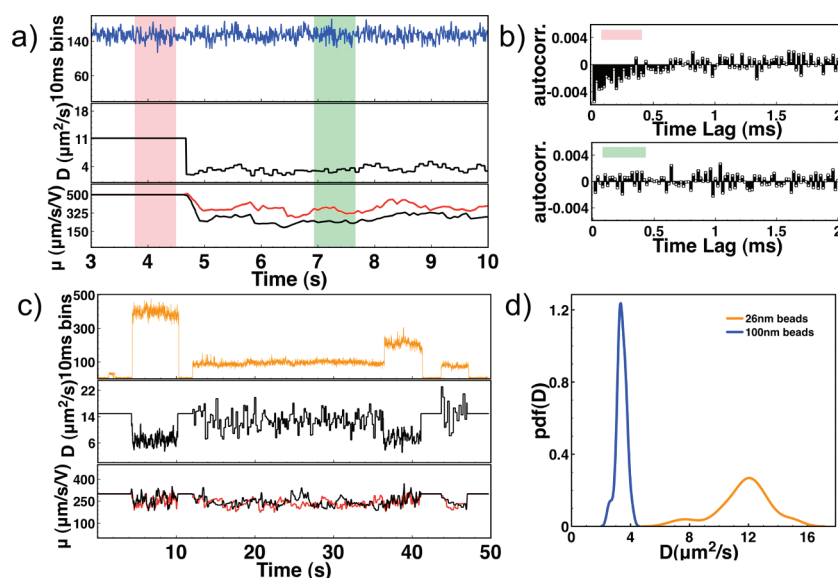 a)
10ms bins
140
60
D (μm²/s)
18
11
4
μ (μm/s/V)
500
325
150
3 4 5 6 7 8 9 10
Time (s)
b)
autocorr.
0.004
0
-0.004
0 0.5 1 1.5 2
Time Lag (ms)
autocorr.
0.004
0
-0.004
0 0.5 1 1.5 2
Time Lag (ms)
c)
10ms bins
500
300
100
D (μm²/s)
22
14
6
μ (μm/s/V)
400
250
100
10 20 30 40 50
Time (s)
d)
pdf(D)
1.2
0.8
0.4
0
26nm beads
100nm beads
0 4 8 12 16
D(μm²/s)